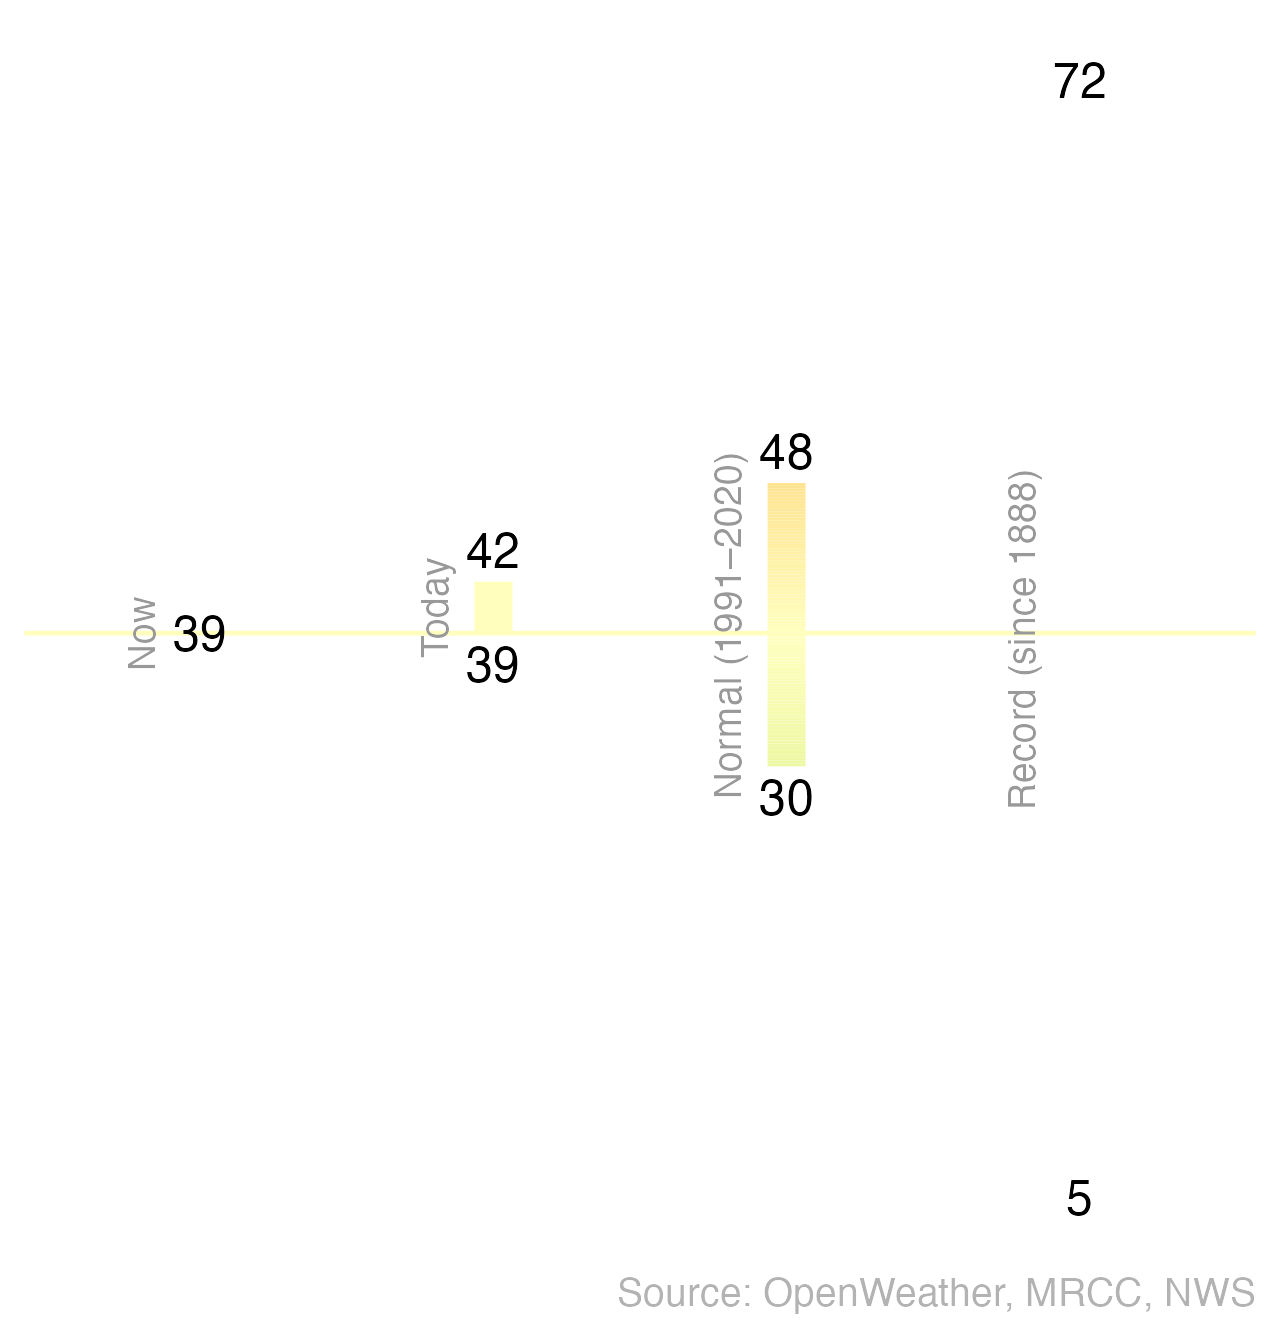 72
48
42
Now
39
Today
39
Normal (1991–2020)
30
Record (since 1888)
5
Source: OpenWeather, MRCC, NWS